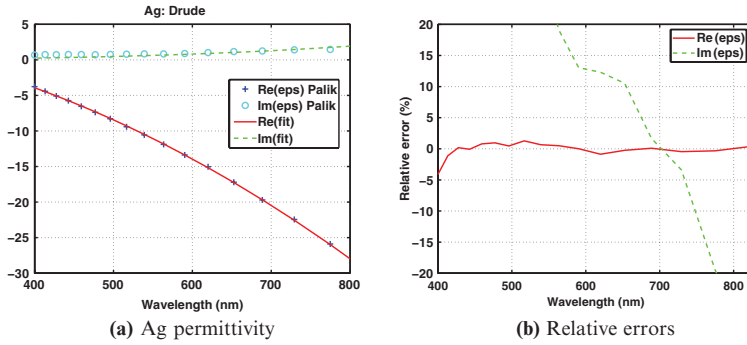 Ag: Drude
5
0
−5
−10
−15
−20
−25
−30
400
500
600
700
800
Wavelength (nm)
Re(eps) Palik
Im(eps) Palik
Re(fit)
Im(fit)
(a) Ag permittivity
20
15
10
5
0
−5
−10
−15
−20
Relative error (%)
400
500
600
700
800
Wavelength (nm)
Re (eps)
Im (eps)
(b) Relative errors